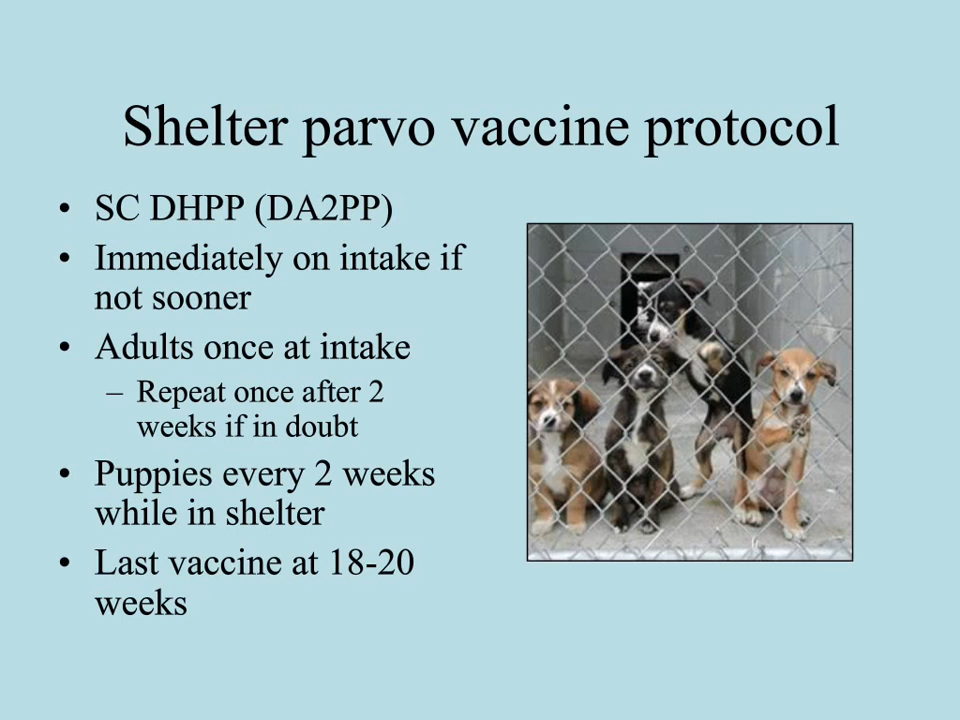 Shelter parvo vaccine protocol
• SC DHPP (DA2PP)
• Immediately on intake if
not sooner
• Adults once at intake
– Repeat once after 2
weeks if in doubt
• Puppies every 2 weeks
while in shelter
• Last vaccine at 18-20
weeks